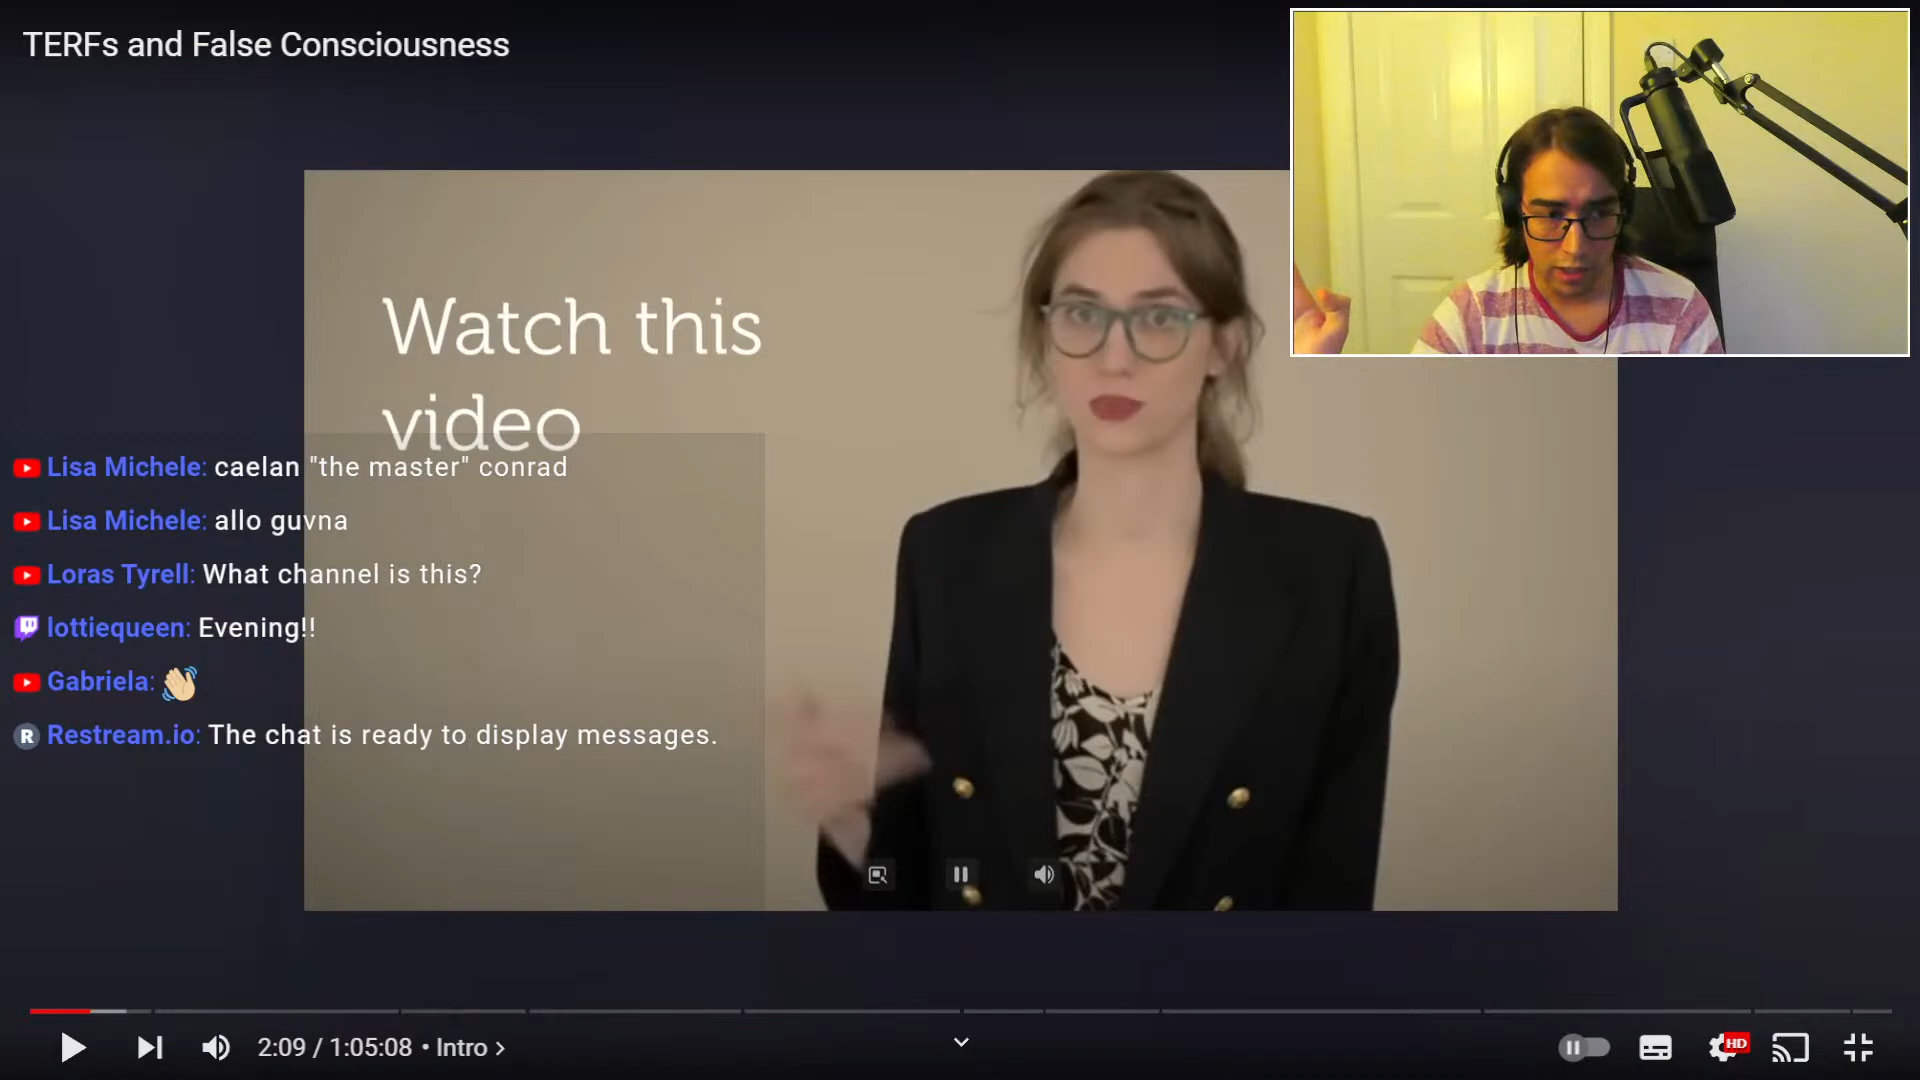 TERFs and False Consciousness
Watch this
video
Lisa Michele: caelan "the master" conrad
Lisa Michele: allo guvna
Loras Tyrell: What channel is this?
lottiequeen: Evening!!
Gabriela: 👋🏼
R Restream.io: The chat is ready to display messages.
2:09 / 1:05:08 • Intro >
HD